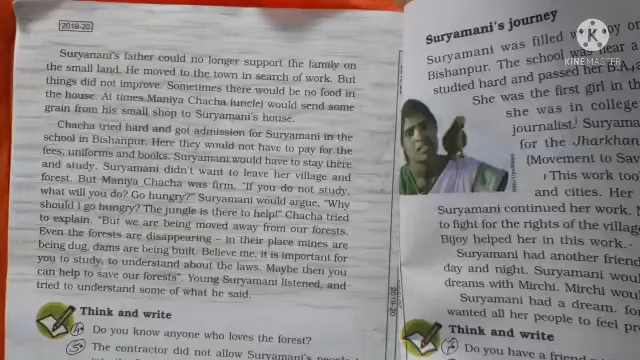 2019-20
Suryanani's father could no longer support the family on
the small land. He moved to the town in search of work. But
things did not improve. Sometimes there would be no food in
the house. At times Maniya Chacha (uncle) would send some
grain from his small shop to Suryamani's house.
Chacha tried hard and got admission for Suryamani in the
school in Bishanpur. Here they would not have to pay for the
fees, uniforms and books. Suryamani would have to stay there
and study. Suryamani didn't want to leave her village and
forest. But Maniya Chacha was firm. "If you do not study,
what will you do? Go hungry?" Suryamani would argue, "Why
should I go hungry? The jungle is there to help!" Chacha tried
to explain. "But we are being moved away from our forests.
Even the forests are disappearing – in their place mines are
being dug, dams are being built. Believe me, it is important for
you to study, to understand about the laws. Maybe then you
can help to save our forests". Young Suryamani listened, and
tried to understand some of what he said.
Think and write
Do you know anyone who loves the forest?
The contractor did not allow Suryamani's
2019-20
Suryamani's journey
Suryamani was filled joy
Bishanpur. The school was near a
studied hard and passed her B.A.
She was the first girl in
she was in college
journalist.
for the Jharkhan
(Movement to Sav
This work too
and cities. Her
Suryamani continued her work.
to fight for the rights of the villag
Bijoy helped her in this work.
Suryamani had another friend
day and night. Suryamani woul
dreams with Mirchi. Mirchi wou
Suryamani had a dream. for
wanted all her people to feel pr
Think and write
Do you have a friend
KINEMASTER